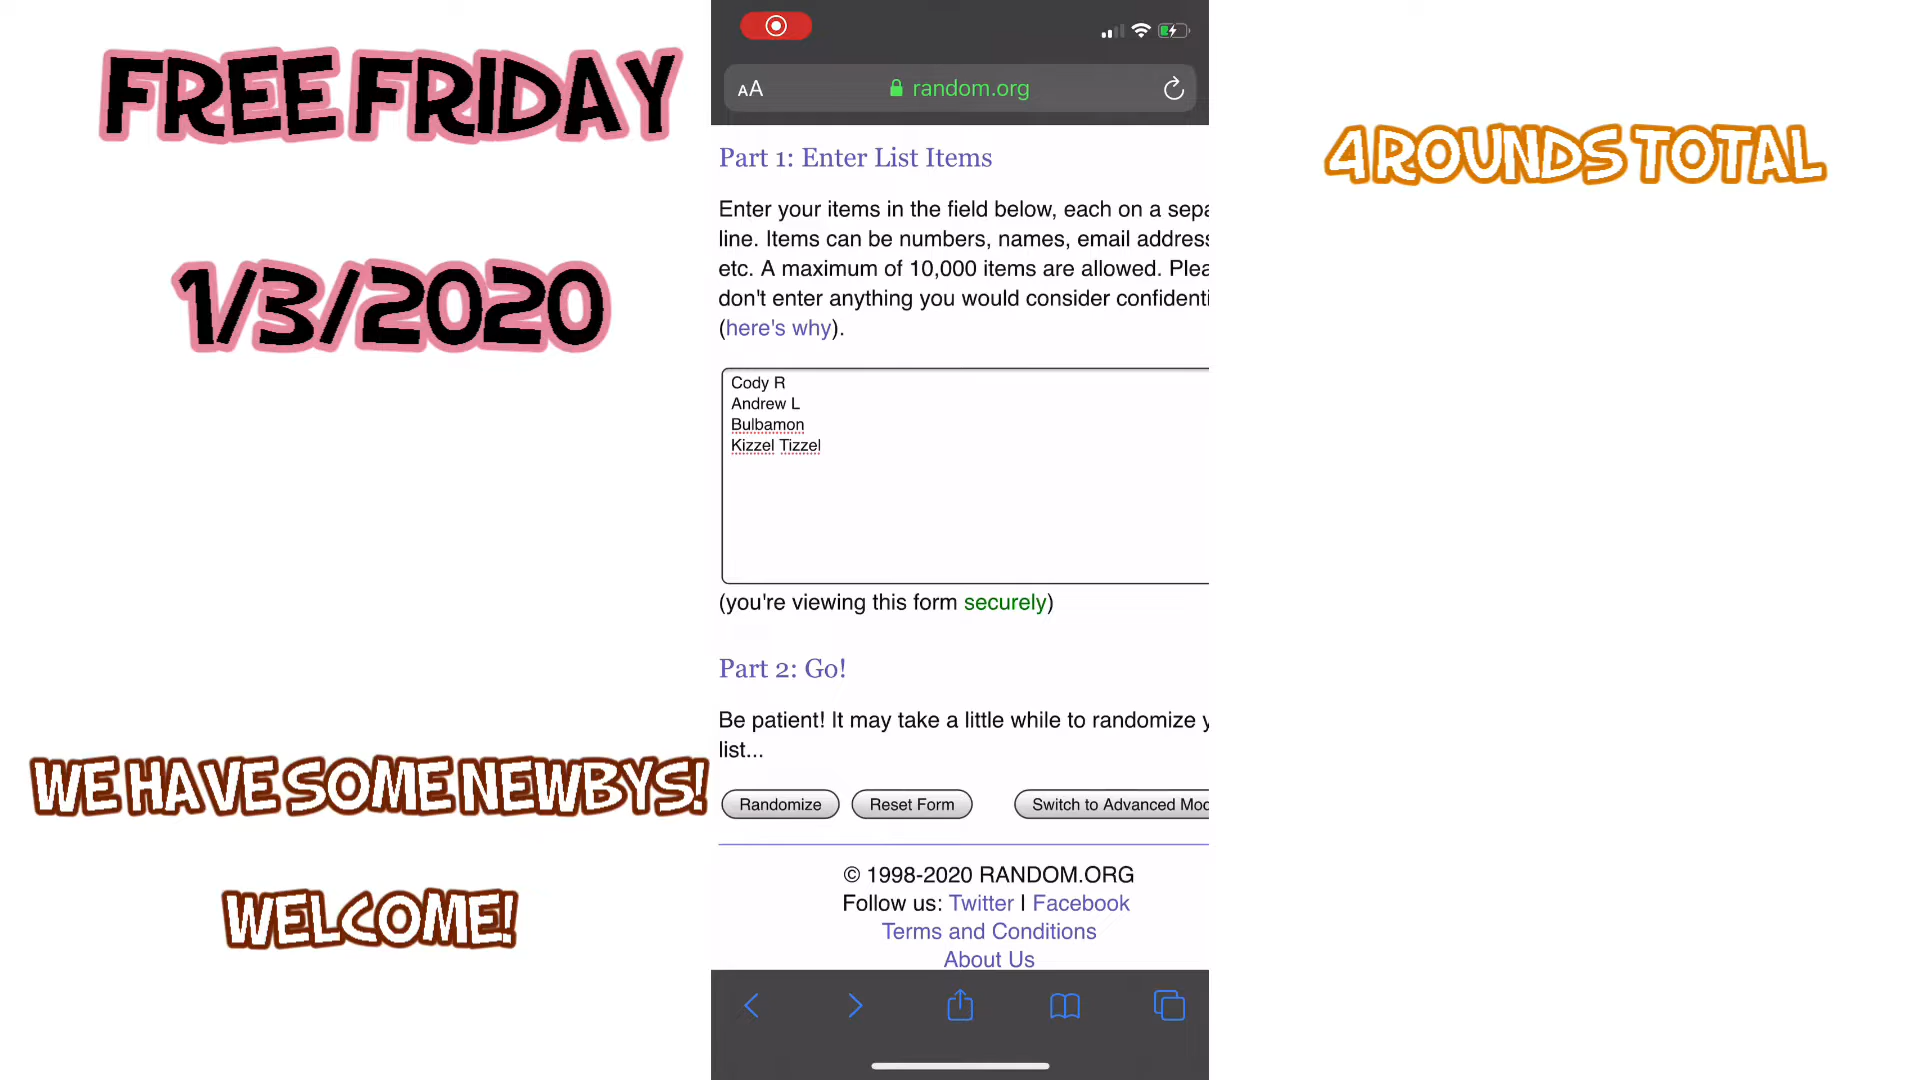 FREE FRIDAY
1/3/2020
WE HAVE SOME NEWBYS!
WELCOME!
AA
random.org
Part 1: Enter List Items
Enter your items in the field below, each on a sepa
line. Items can be numbers, names, email address
etc. A maximum of 10,000 items are allowed. Plea
don't enter anything you would consider confidenti
(here's why).
Cody R
Andrew L
Bulbamon
Kizzel Tizzel
(you're viewing this form securely)
Part 2: Go!
Be patient! It may take a little while to randomize y
list...
Randomize Reset Form Switch to Advanced Mod
© 1998-2020 RANDOM.ORG
Follow us: Twitter | Facebook
Terms and Conditions
About Us
4 ROUNDS TOTAL